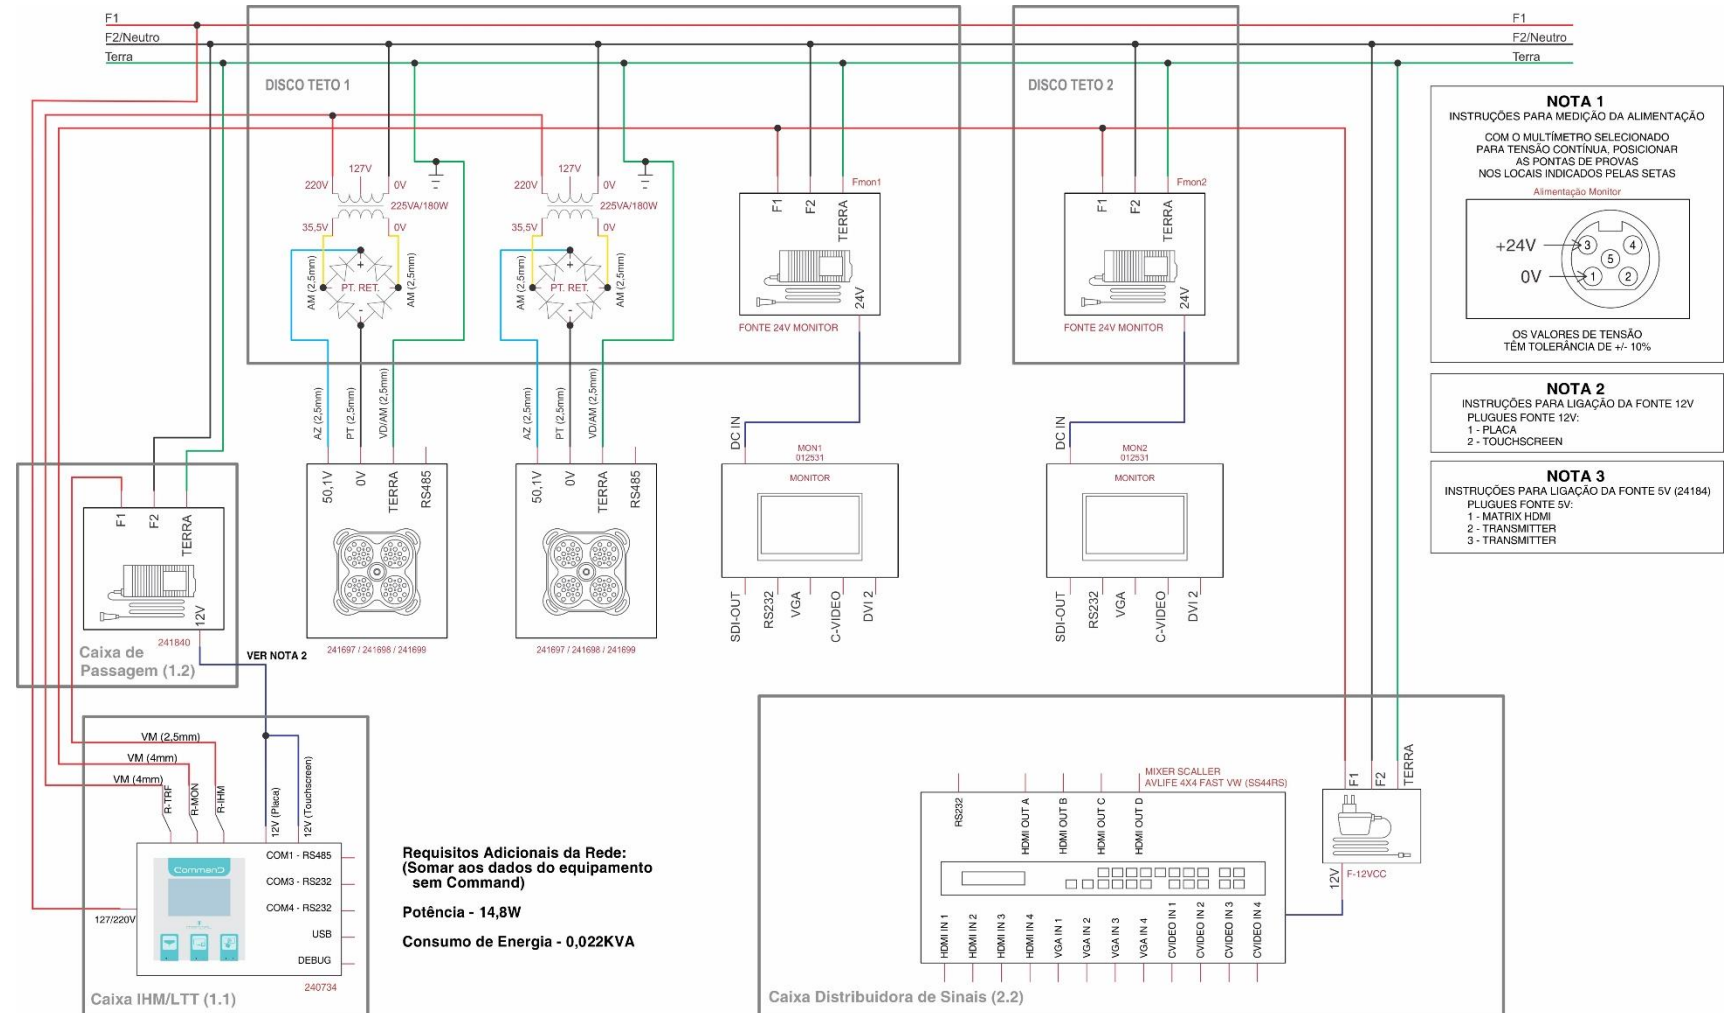 F1
F2/Neutro
Terra
F1
F2/Neutro
Terra
DISCO TETO 1
220V
127V
0V
225VA/180W
35,5V
0V
AM (2,5mm)
+
PT. RET.
-
AM (2,5mm)
220V
127V
0V
225VA/180W
35,5V
0V
AM (2,5mm)
+
PT. RET.
-
AM (2,5mm)
Fmon1
F1
F2
TERRA
24V
FONTE 24V MONITOR
DISCO TETO 2
Fmon2
F1
F2
TERRA
24V
FONTE 24V MONITOR
NOTA 1
INSTRUÇÕES PARA MEDIÇÃO DA ALIMENTAÇÃO
COM O MULTÍMETRO SELECIONADO
PARA TENSÃO CONTÍNUA, POSICIONAR
AS PONTAS DE PROVAS
NOS LOCAIS INDICADOS PELAS SETAS
Alimentação Monitor
+24V
0V
3
4
5
1
2
OS VALORES DE TENSÃO
TÊM TOLERÂNCIA DE +/- 10%
NOTA 2
INSTRUÇÕES PARA LIGAÇÃO DA FONTE 12V
PLUGUES FONTE 12V:
1 - PLACA
2 - TOUCHSCREEN
NOTA 3
INSTRUÇÕES PARA LIGAÇÃO DA FONTE 5V (24184)
PLUGUES FONTE 5V:
1 - MATRIX HDMI
2 - TRANSMITTER
3 - TRANSMITTER
AZ (2,5mm)
PT (2,5mm)
VD/AM (2,5mm)
50,1V
0V
TERRA
RS485
241697 / 241698 / 241699
AZ (2,5mm)
PT (2,5mm)
VD/AM (2,5mm)
50,1V
0V
TERRA
RS485
241697 / 241698 / 241699
DC IN
MON1
012531
MONITOR
SDI-OUT
RS232
VGA
C-VIDEO
DVI 2
DC IN
MON2
012531
MONITOR
SDI-OUT
RS232
VGA
C-VIDEO
DVI 2
F1
F2
TERRA
12V
241840
Caixa de
Passagem (1.2)
VER NOTA 2
VM (2,5mm)
VM (4mm)
VM (4mm)
R-TRF
R-MON
R-IHM
12V (Placa)
12V (Touchscreen)
CommanD
COM1 - RS485
COM3 - RS232
COM4 - RS232
USB
DEBUG
127/220V
240734
Caixa IHM/LTT (1.1)
Requisitos Adicionais da Rede:
(Somar aos dados do equipamento
sem Command)
Potência - 14,8W
Consumo de Energia - 0,022KVA
MIXER SCALLER
AVLIFE 4X4 FAST VW (SS44RS)
RS232
HDMI OUT A
HDMI OUT B
HDMI OUT C
HDMI OUT D
HDMI IN 1
HDMI IN 2
HDMI IN 3
HDMI IN 4
VGA IN 1
VGA IN 2
VGA IN 3
VGA IN 4
CVIDEO IN 1
CVIDEO IN 2
CVIDEO IN 3
CVIDEO IN 4
F1
F2
TERRA
12V
F-12VCC
Caixa Distribuidora de Sinais (2.2)